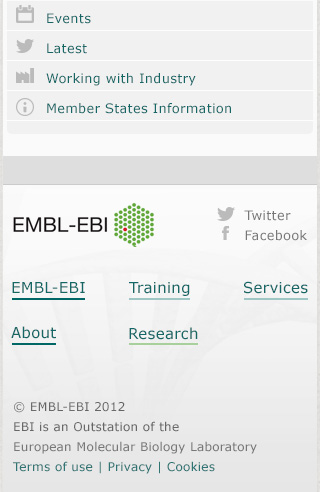 Events
Latest
Working with Industry
Member States Information
EMBL-EBI
Twitter
Facebook
EMBL-EBI Training Services
About Research
© EMBL-EBI 2012
EBI is an Outstation of the
European Molecular Biology Laboratory
Terms of use | Privacy | Cookies